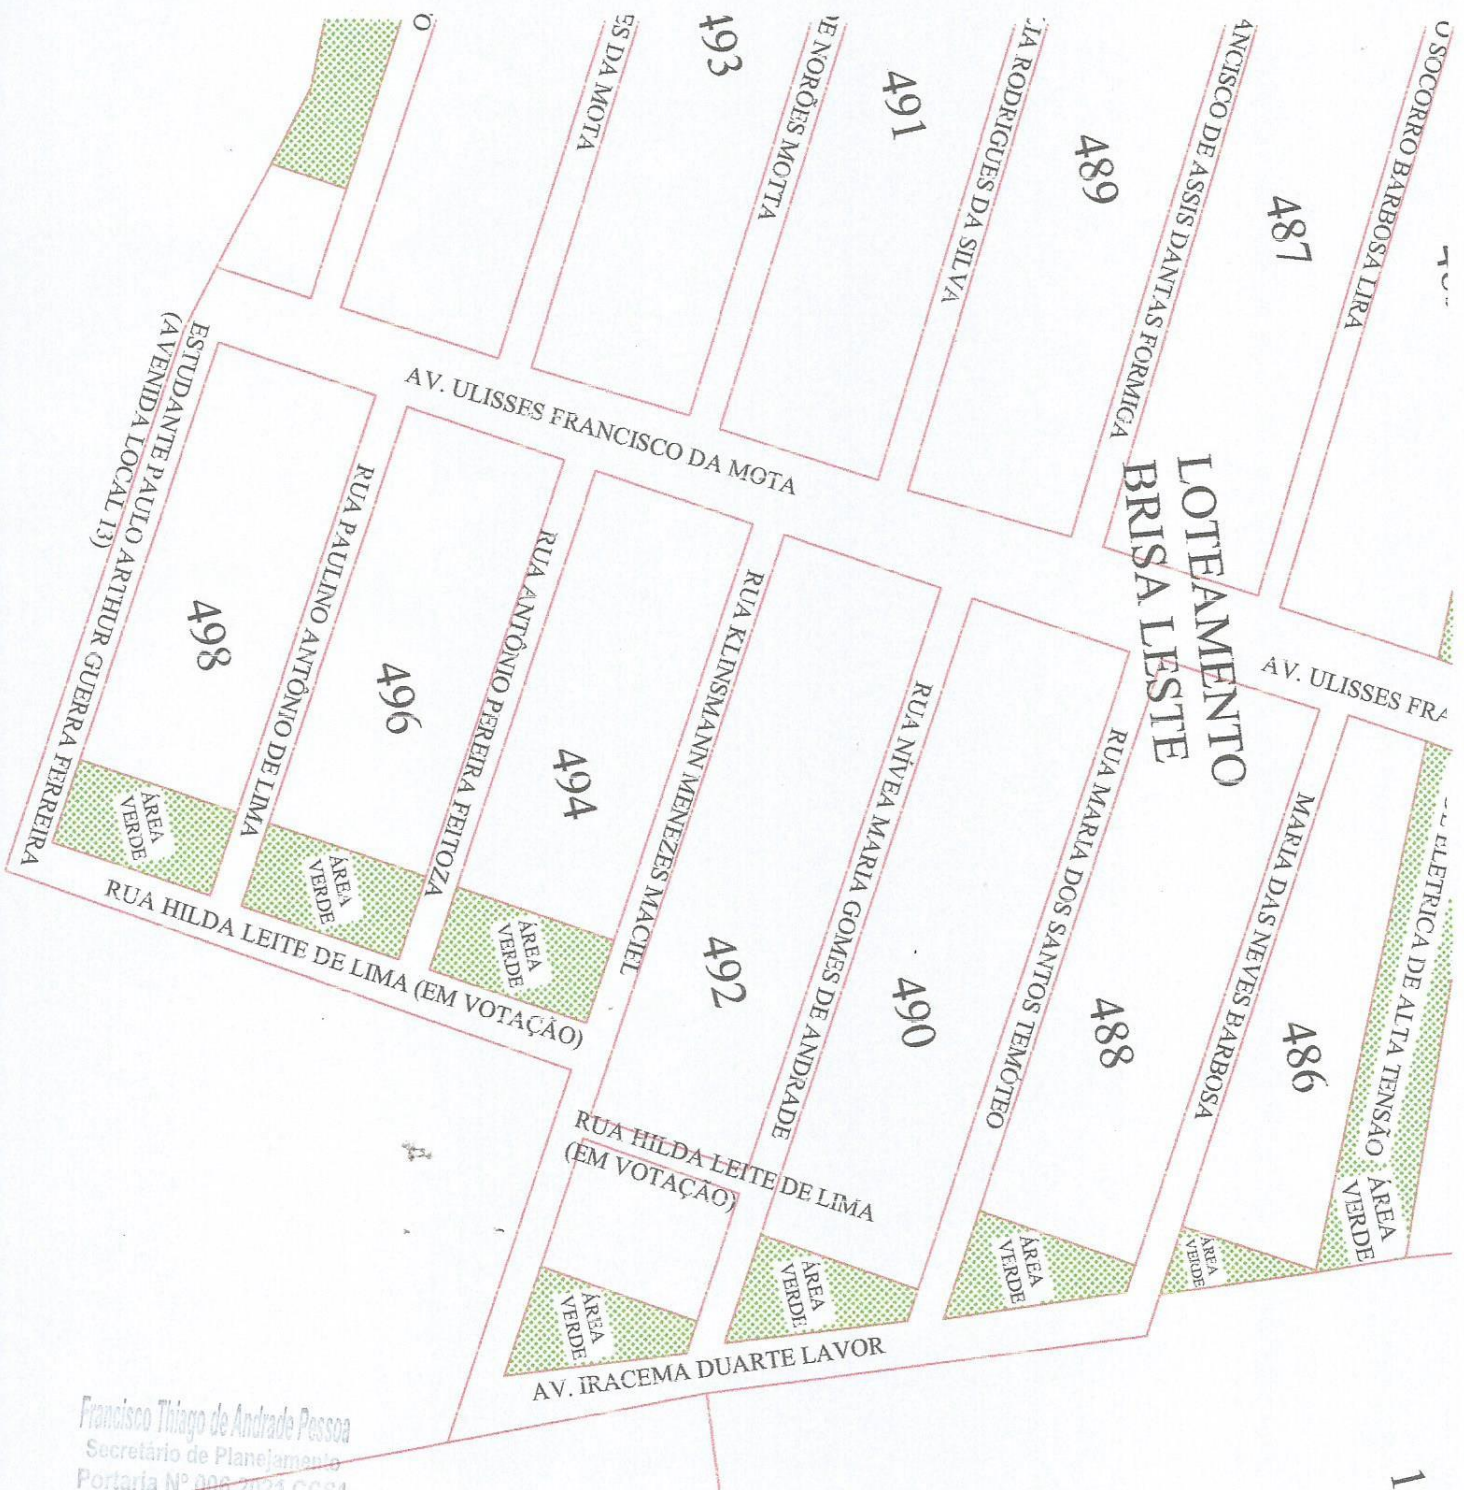 ES DA MOTA
493
E NORÕES MOTTA
491
IA RODRIGUES DA SILVA
489
ANCISCO DE ASSIS DANTAS FORMIGA
487
O SOCORRO BARBOSA LIRA
ESTUDANTE PAULO ARTHUR GUERRA FERREIRA
(AVENIDA LOCAL 13)
AV. ULISSES FRANCISCO DA MOTA
LOTEAMENTO
BRISA LESTE
AV. ULISSES FRA
498
RUA PAULINO ANTÔNIO DE LIMA
496
RUA ANTÔNIO PEREIRA FEITOZA
494
RUA KLINSMANN MENEZES MACIEL
492
RUA NÍVEA MARIA GOMES DE ANDRADE
490
RUA MARIA DOS SANTOS TEMÓTEO
488
MARIA DAS NEVES BARBOSA
486
ELETRICA DE ALTA TENSÃO
ÁREA
VERDE
ÁREA
VERDE
ÁREA
VERDE
ÁREA
VERDE
RUA HILDA LEITE DE LIMA (EM VOTAÇÃO)
RUA HILDA LEITE DE LIMA
(EM VOTAÇÃO)
ÁREA
VERDE
ÁREA
VERDE
ÁREA
VERDE
ÁREA
VERDE
AV. IRACEMA DUARTE LAVOR
Francisco Thiago de Andrade Pessoa
Secretário de Planejamento
Portaria Nº
1